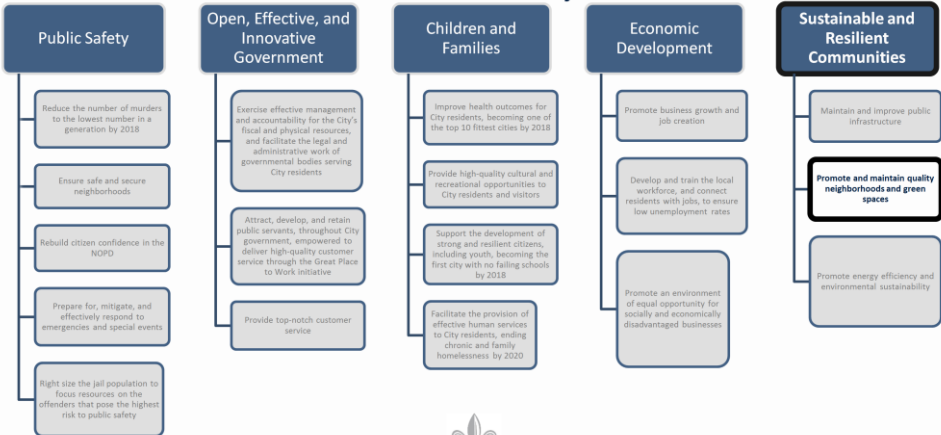 Public Safety
Reduce the number of murders
to the lowest number in a
generation by 2018
Ensure safe and secure
neighborhoods
Rebuild citizen confidence in the
NOPD
Prepare for, mitigate, and
effectively respond to
emergencies and special events
Right size the jail population to
focus resources on the
offenders that pose the highest
risk to public safety
Open, Effective, and
Innovative
Government
Exercise effective management
and accountability for the City's
fiscal and physical resources,
and facilitate the legal and
administrative work of
governmental bodies serving
City residents
Attract, develop, and retain
public servants, throughout City
government, empowered to
deliver high-quality customer
service through the Great Place
to Work initiative
Provide top-notch customer
service
Children and
Families
Improve health outcomes for
City residents, becoming one of
the top 10 fittest cities by 2018
Provide high-quality cultural and
recreational opportunities to
City residents and visitors
Support the development of
strong and resilient citizens,
including youth, becoming the
first city with no failing schools
by 2018
Facilitate the provision of
effective human services to
City residents, ending
chronic and family
homelessness by 2020
Economic
Development
Promote business growth and
job creation
Develop and train the local
workforce, and connect
residents with jobs, to ensure
low unemployment rates
Promote an environment
of equal opportunity for
socially and economically
disadvantaged businesses
Sustainable and
Resilient
Communities
Maintain and improve public
infrastructure
Promote and maintain quality
neighborhoods and green
spaces
Promote energy efficiency and
environmental sustainability